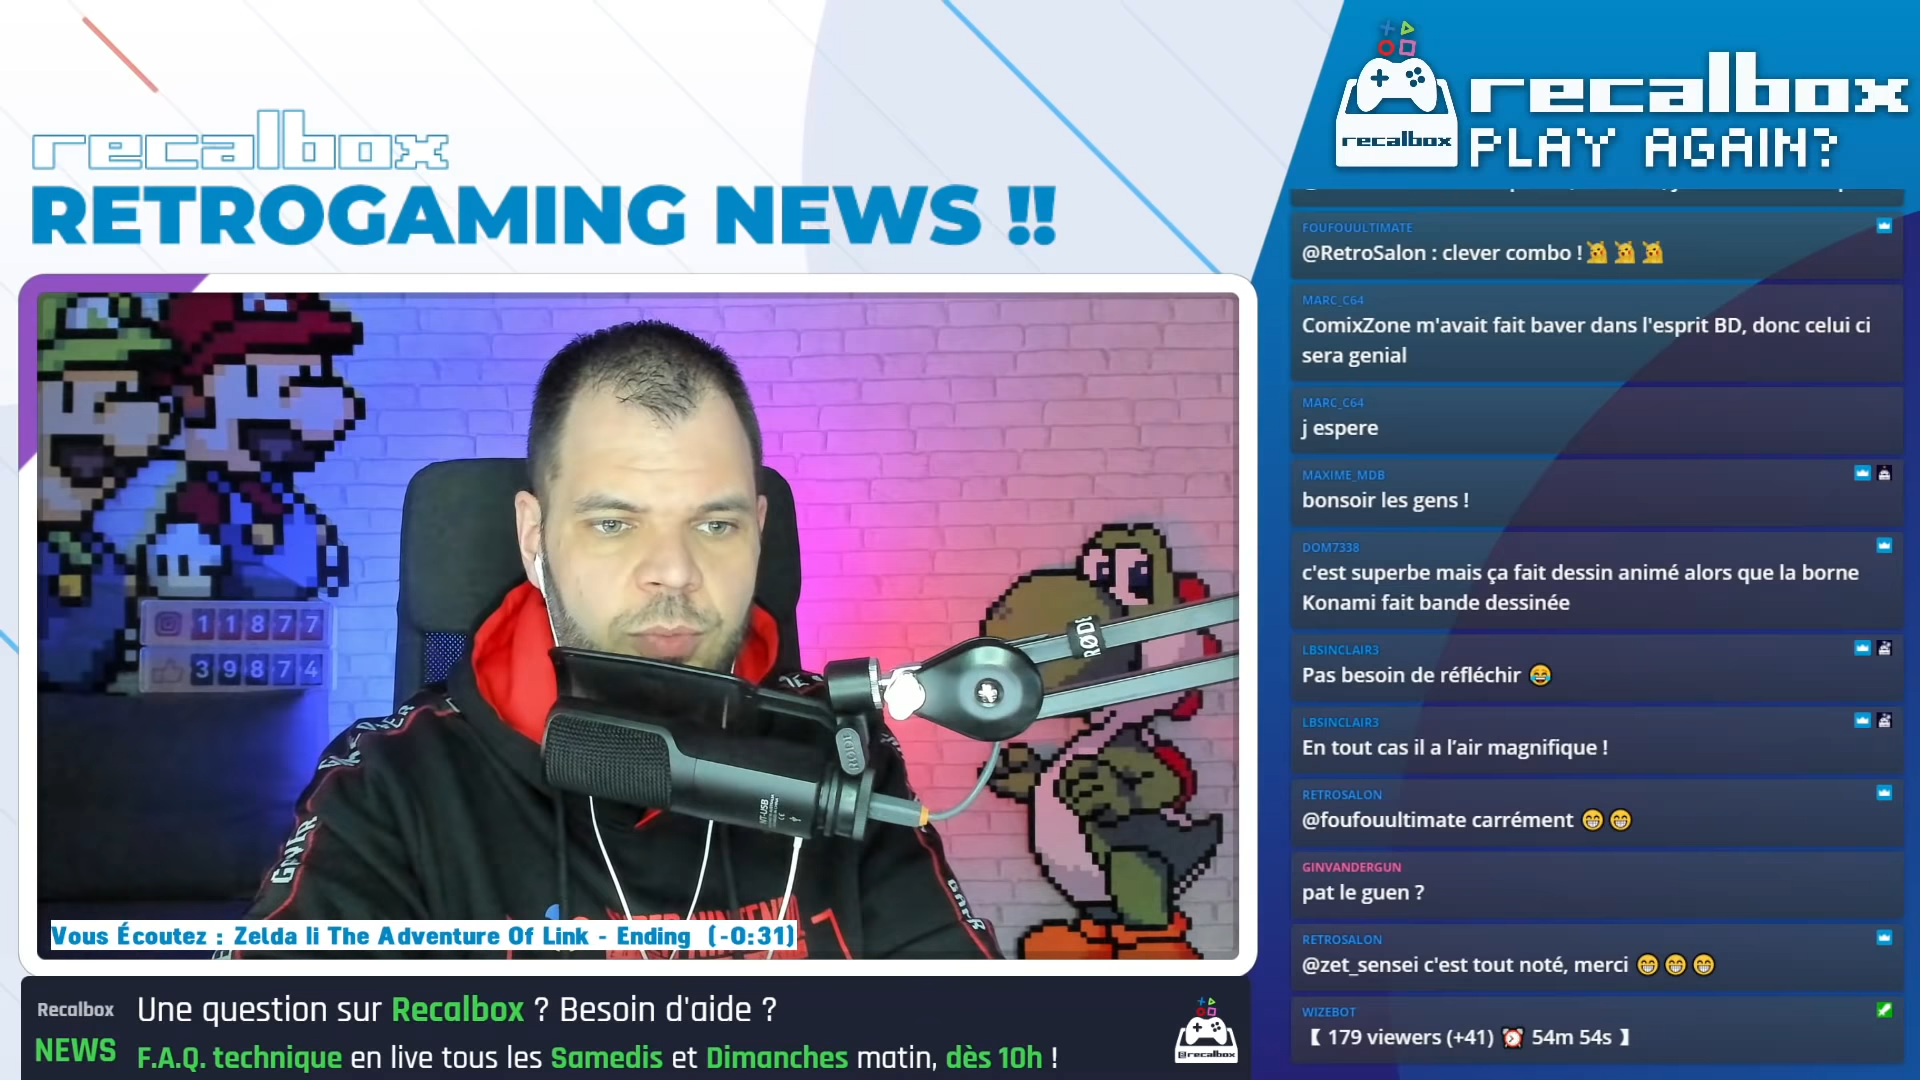 recalbox
RETROGAMING NEWS !!
recalbox
recalbox
PLAY AGAIN?
FOUFOUULTIMATE
@RetroSalon : clever combo !
MARC_C64
ComixZone m'avait fait baver dans l'esprit BD, donc celui ci
sera genial
MARC_C64
j espere
MAXIME_MDB
bonsoir les gens !
DOM7338
c'est superbe mais ça fait dessin animé alors que la borne
Konami fait bande dessinée
LBSINCLAIR3
Pas besoin de réfléchir 😂
LBSINCLAIR3
En tout cas il a l'air magnifique !
RETROSALON
@foufouultimate carrément 😁 😁
GINVANDERGUN
pat le guen ?
RETROSALON
@zet_sensei c'est tout noté, merci 😁 😁 😁
WIZEBOT
【 179 viewers (+41) ⏰ 54m 54s 】
11877
39874
RØDE
NT-USB
GAMER
Vous Écoutez : Zelda Ii The Adventure Of Link - Ending (-0:31)
Recalbox
NEWS
Une question sur Recalbox ? Besoin d'aide ?
F.A.Q. technique en live tous les Samedis et Dimanches matin, dès 10h !
@recalbox